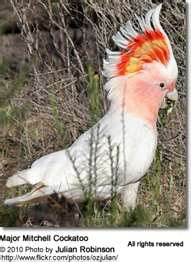 Major Mitchell Cockatoo
© 2010 Photo by Julian Robinson
All rights reserved
http://www.flickr.com/photos/ozjulian/